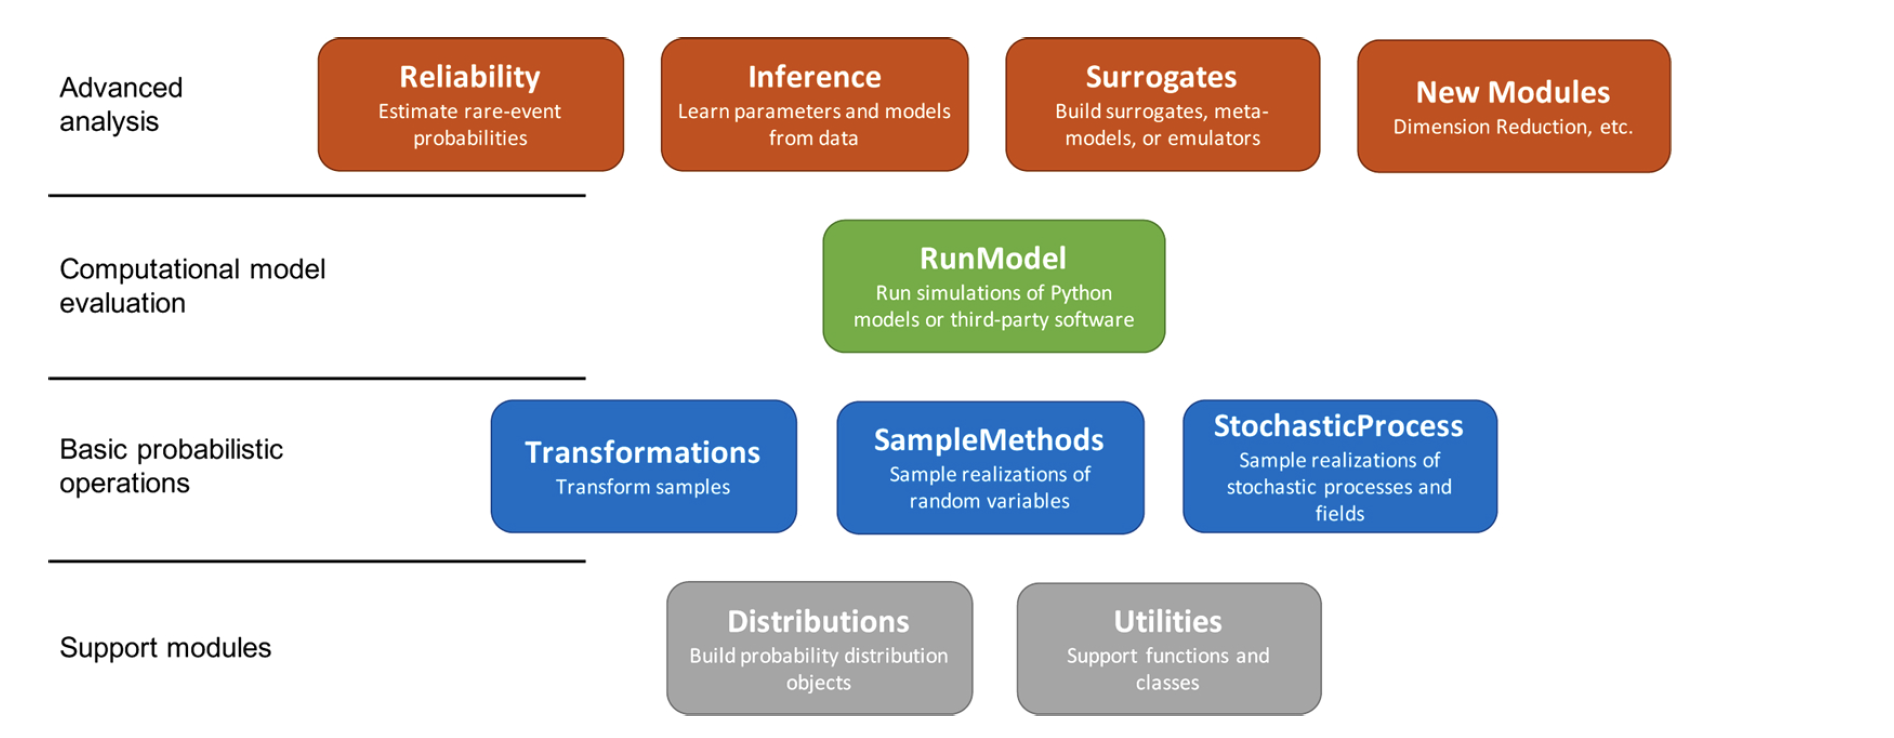 Advanced
analysis
Reliability
Estimate rare-event
probabilities
Inference
Learn parameters and models
from data
Surrogates
Build surrogates, meta-
models, or emulators
New Modules
Dimension Reduction, etc.
Computational model
evaluation
RunModel
Run simulations of Python
models or third-party software
Basic probabilistic
operations
Transformations
Transform samples
SampleMethods
Sample realizations of
random variables
StochasticProcess
Sample realizations of
stochastic processes and
fields
Support modules
Distributions
Build probability distribution
objects
Utilities
Support functions and
classes